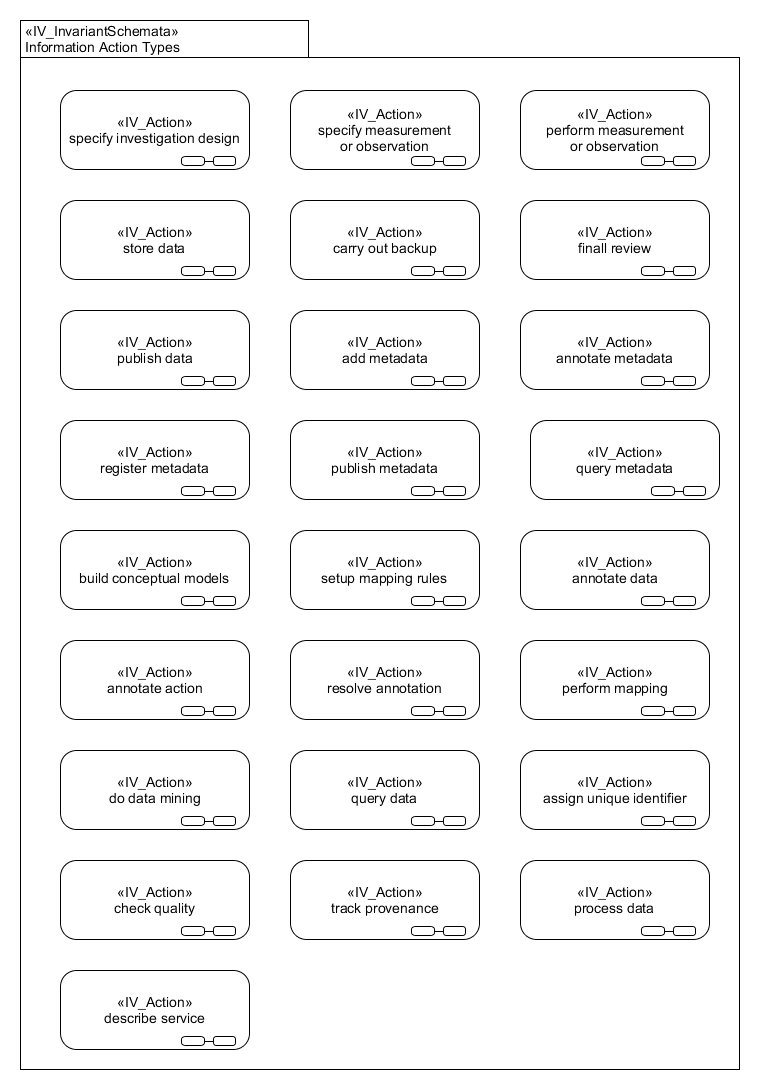 «IV_InvariantSchemata»
Information Action Types
«IV_Action»
specify investigation design
«IV_Action»
specify measurement
or observation
«IV_Action»
perform measurement
or observation
«IV_Action»
store data
«IV_Action»
carry out backup
«IV_Action»
finall review
«IV_Action»
publish data
«IV_Action»
add metadata
«IV_Action»
annotate metadata
«IV_Action»
register metadata
«IV_Action»
publish metadata
«IV_Action»
query metadata
«IV_Action»
build conceptual models
«IV_Action»
setup mapping rules
«IV_Action»
annotate data
«IV_Action»
annotate action
«IV_Action»
resolve annotation
«IV_Action»
perform mapping
«IV_Action»
do data mining
«IV_Action»
query data
«IV_Action»
assign unique identifier
«IV_Action»
check quality
«IV_Action»
track provenance
«IV_Action»
process data
«IV_Action»
describe service